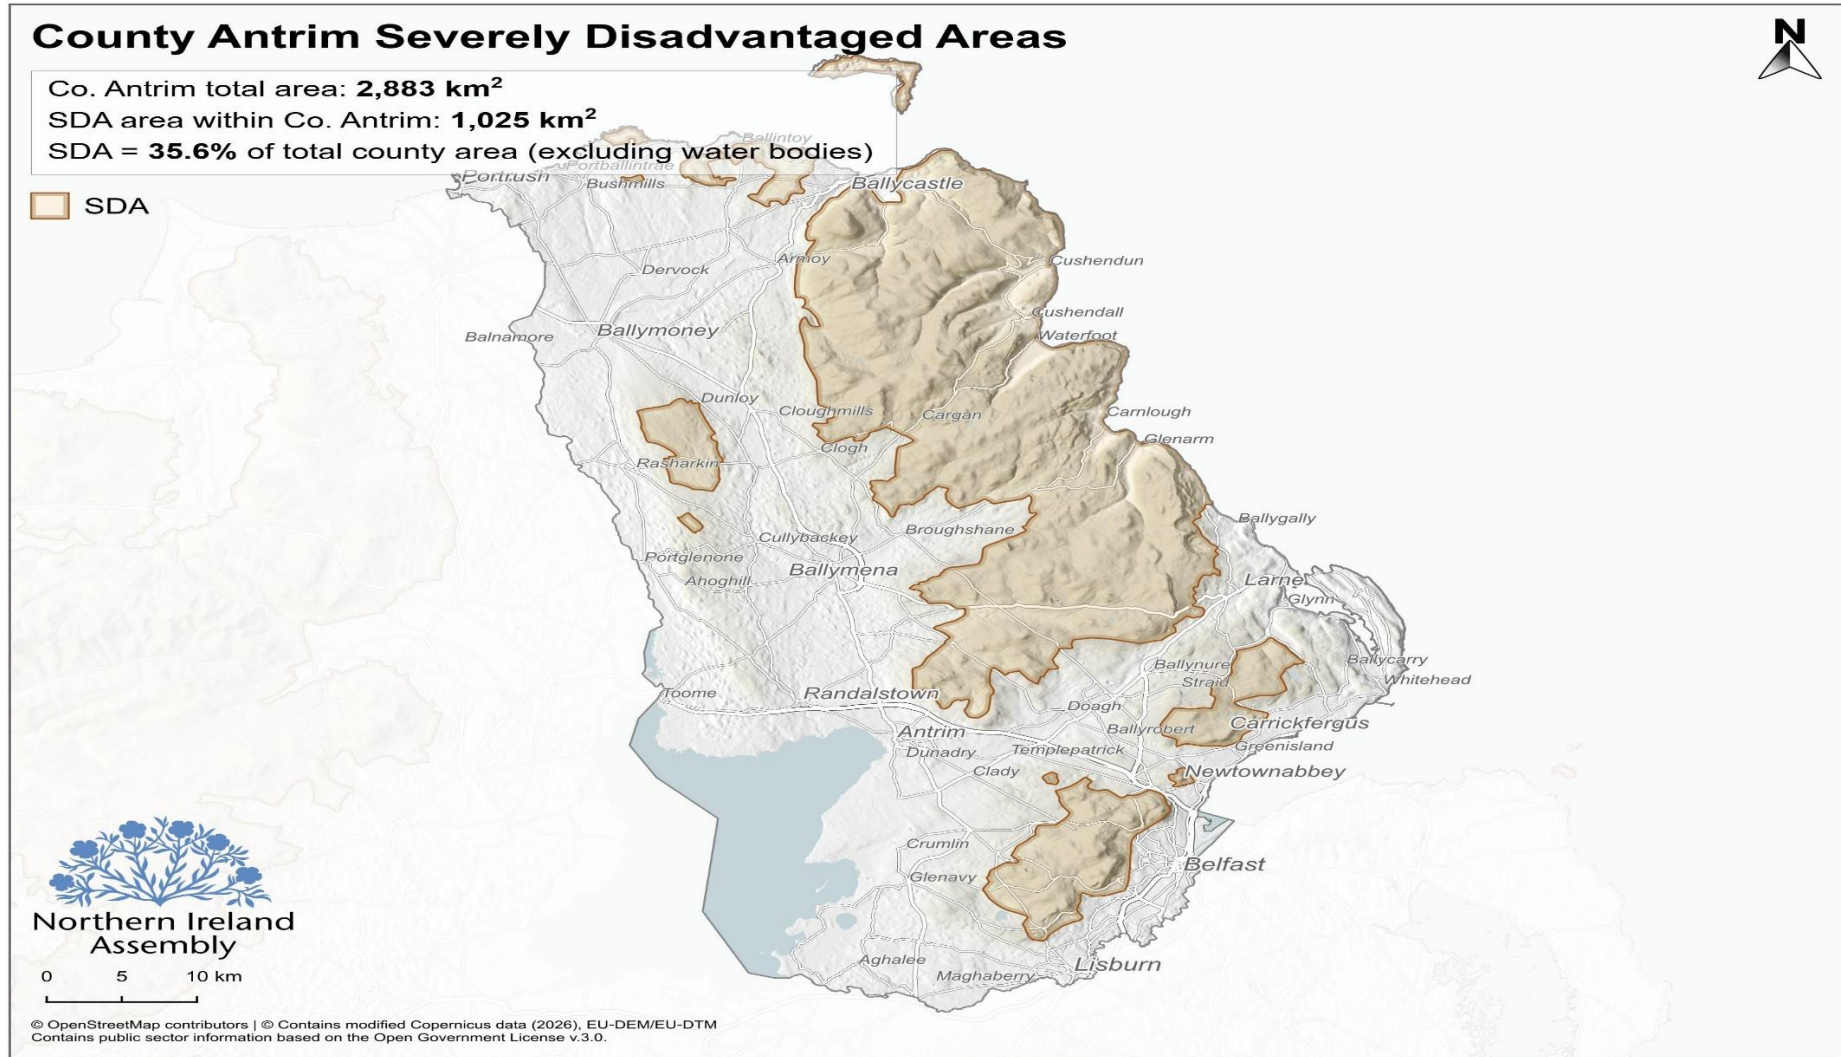 County Antrim Severely Disadvantaged Areas
N
Co. Antrim total area: 2,883 km²
SDA area within Co. Antrim: 1,025 km²
SDA = 35.6% of total county area (excluding water bodies)
SDA
Ballintoy
Portballintrae
Portrush
Bushmills
Ballycastle
Armoy
Cushendun
Dervock
Cushendall
Ballymoney
Balnamore
Waterfoot
Dunloy
Cloughmills
Cargan
Carnlough
Glenarm
Clogh
Rasharkin
Ballygally
Broughshane
Cullybackey
Portglenone
Ballymena
Ahoghill
Larne
Glynn
Ballynure
Ballycarry
Straid
Whitehead
Toome
Randalstown
Doagh
Carrickfergus
Antrim
Ballyrobert
Greenisland
Dunadry
Templepatrick
Clady
Newtownabbey
Crumlin
Belfast
Glenavy
Aghalee
Maghaberry
Lisburn
Northern Ireland
Assembly
0 5 10 km
© OpenStreetMap contributors | © Contains modified Copernicus data (2026), EU-DEM/EU-DTM
Contains public sector information based on the Open Government License v.3.0.